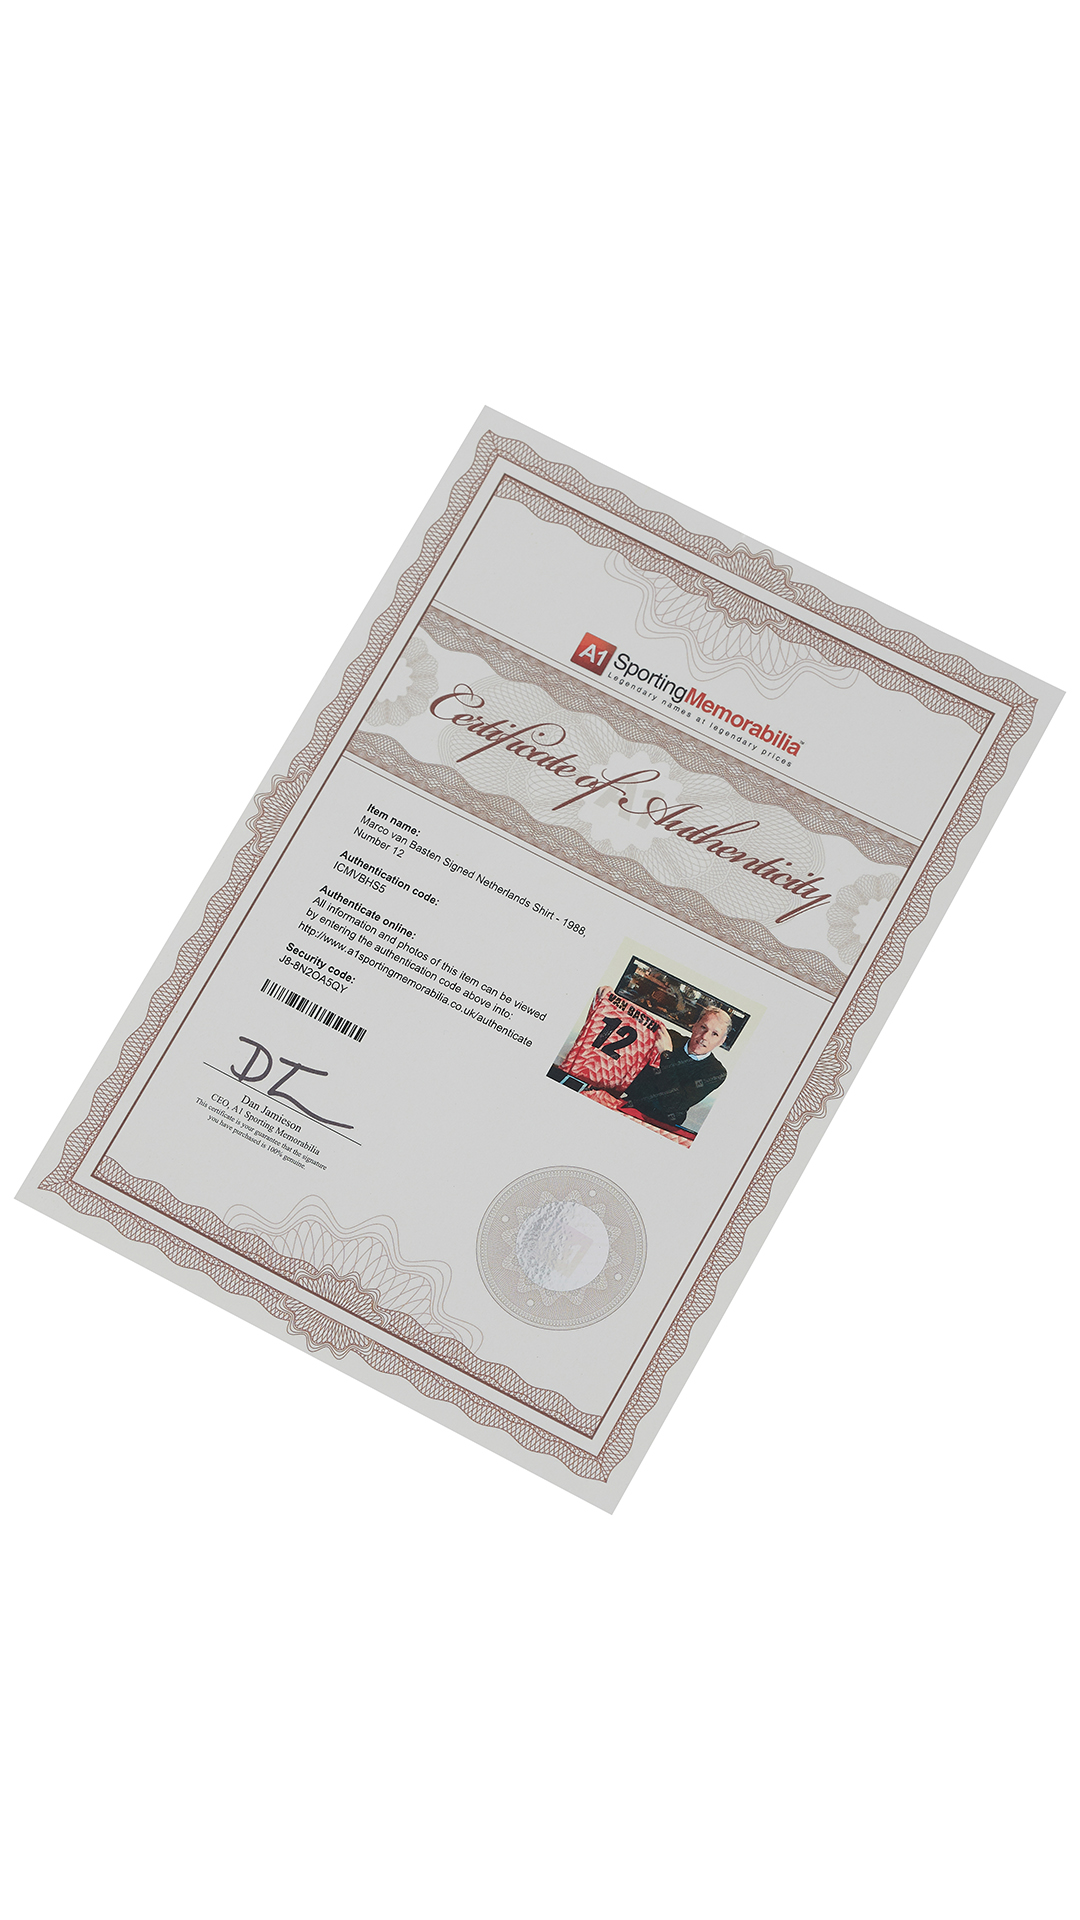 A1 SportingMemorabilia™
Legendary names at legendary prices
Certificate of Authenticity
Item name:
Marco van Basten Signed Netherlands Shirt - 1988,
Number 12
Authentication code:
ICMVBHS5
Authenticate online:
All information and photos of this item can be viewed
by entering the authentication code above into:
http://www.a1sportingmemorabilia.co.uk/authenticate
Security code:
J8-8N2OA5QY
VAN BASTEN
12
Dan Jamieson
CEO, A1 Sporting Memorabilia
This certificate is your guarantee that the signature
you have purchased is 100% genuine.